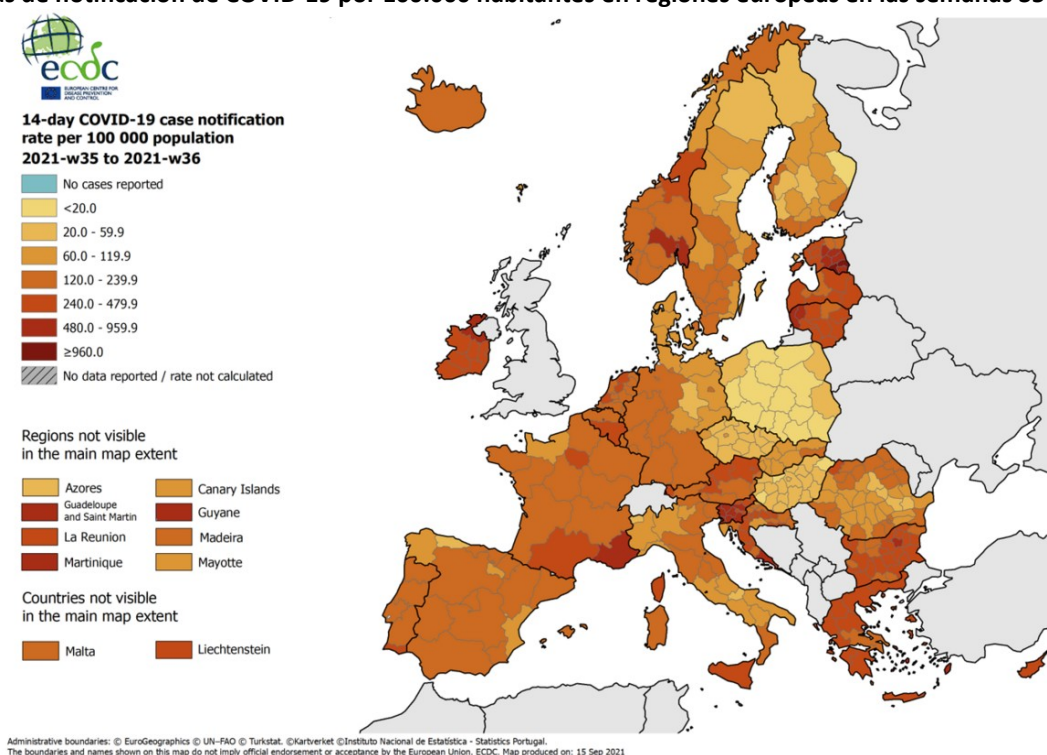 de notificación de COVID-19 por 100.000 habitantes en regiones europeas en las semanas
ecdc
EUROPEAN CENTRE FOR
DISEASE PREVENTION
AND CONTROL
14-day COVID-19 case notification
rate per 100 000 population
2021-w35 to 2021-w36
No cases reported
<20.0
20.0 - 59.9
60.0 - 119.9
120.0 - 239.9
240.0 - 479.9
480.0 - 959.9
≥960.0
No data reported / rate not calculated
Regions not visible
in the main map extent
Azores
Canary Islands
Guadeloupe
and Saint Martin
Guyane
La Reunion
Madeira
Martinique
Mayotte
Countries not visible
in the main map extent
Malta
Liechtenstein
Administrative boundaries: © EuroGeographics © UN-FAO © Turkstat. ©Kartverket ©Instituto Nacional de Estatística - Statistics Portugal.
The boundaries and names shown on this map do not imply official endorsement or acceptance by the European Union. ECDC. Map produced on: 15 Sep 2021